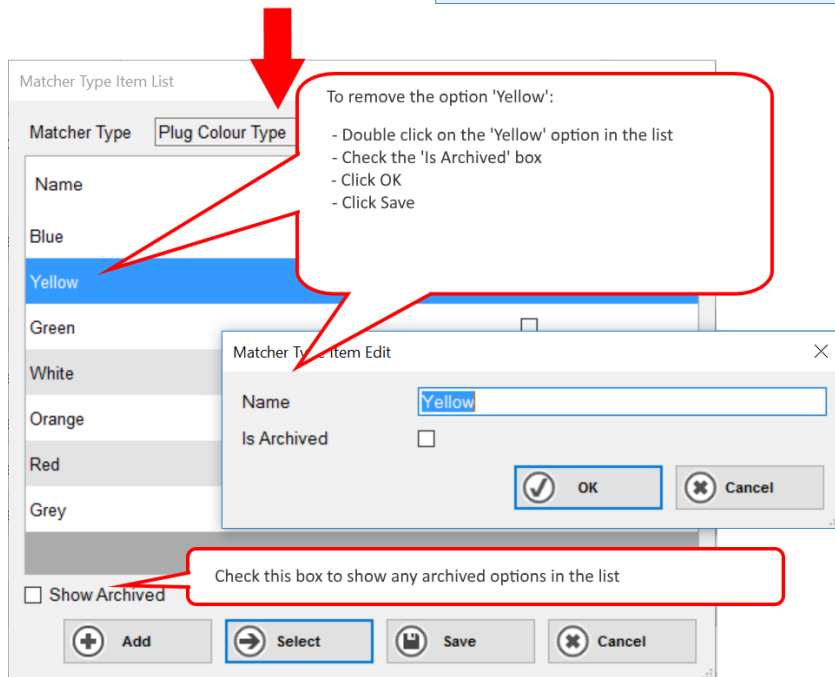 Matcher Type Item List
To remove the option 'Yellow':
- Double click on the 'Yellow' option in the list
- Check the 'Is Archived' box
- Click OK
- Click Save
Matcher Type Plug Colour Type
Name
Blue
Yellow
Green
White
Orange
Red
Grey
Matcher Type Item Edit
Name Yellow
Is Archived
OK Cancel
Check this box to show any archived options in the list
Show Archived
Add Select Save Cancel